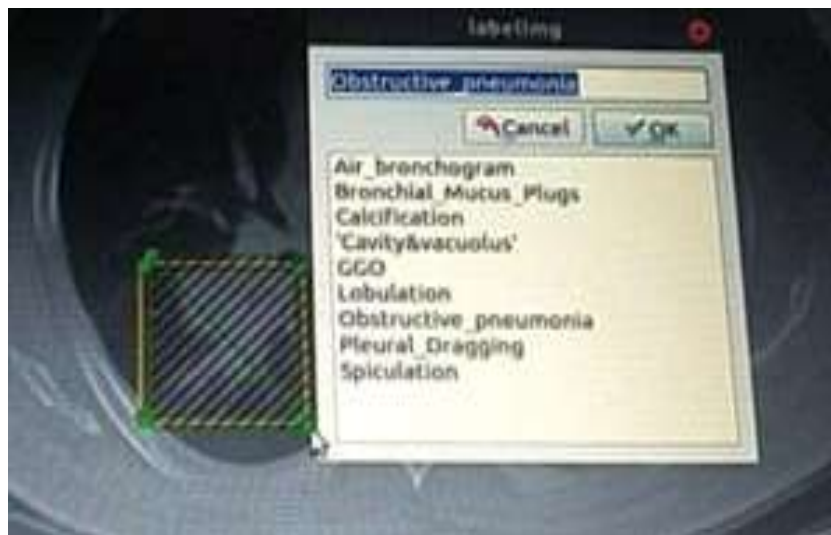 labelImg
Obstructive_pneumonia
Cancel OK
Air_bronchogram
Bronchial_Mucus_Plugs
Calcification
'Cavity&vacuolus'
GGO
Lobulation
Obstructive_pneumonia
Pleural_Dragging
Spiculation